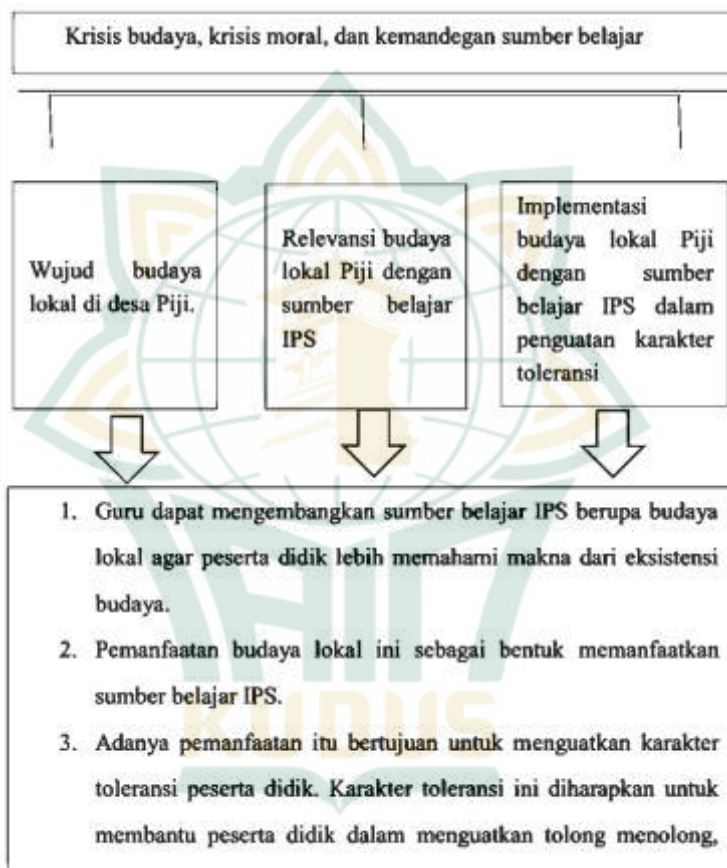 Krisis budaya, krisis moral, dan kemandegan sumber belajar
Wujud budaya
lokal di desa Piji.
Relevansi budaya
lokal Piji dengan
sumber belajar
IPS
Implementasi
budaya lokal Piji
dengan sumber
belajar IPS dalam
penguatan karakter
toleransi
1. Guru dapat mengembangkan sumber belajar IPS berupa budaya
lokal agar peserta didik lebih memahami makna dari eksistensi
budaya.
2. Pemanfaatan budaya lokal ini sebagai bentuk memanfaatkan
sumber belajar IPS.
3. Adanya pemanfaatan itu bertujuan untuk menguatkan karakter
toleransi peserta didik. Karakter toleransi ini diharapkan untuk
membantu peserta didik dalam menguatkan tolong menolong,
KUDUS